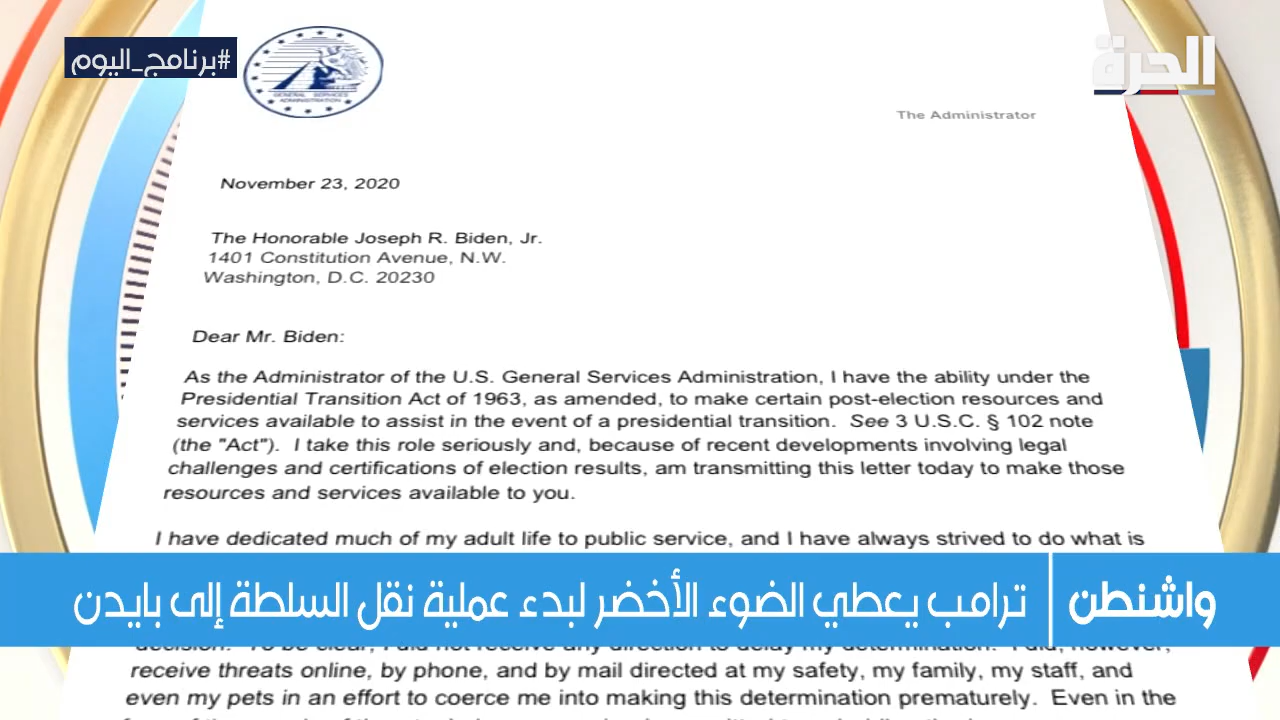 #برنامج_اليوم
الحرة
GENERAL SERVICES
ADMINISTRATION
The Administrator
November 23, 2020
The Honorable Joseph R. Biden, Jr.
1401 Constitution Avenue, N.W.
Washington, D.C. 20230
Dear Mr. Biden:
As the Administrator of the U.S. General Services Administration, I have the ability under the
Presidential Transition Act of 1963, as amended, to make certain post-election resources and
services available to assist in the event of a presidential transition. See 3 U.S.C. § 102 note
(the "Act"). I take this role seriously and, because of recent developments involving legal
challenges and certifications of election results, am transmitting this letter today to make those
resources and services available to you.
I have dedicated much of my adult life to public service, and I have always strived to do what is
واشنطن
ترامب يعطي الضوء الأخضر لبدء عملية نقل السلطة إلى بايدن
decision. To be clear, I did not receive any direction to delay my determination. I did, however,
receive threats online, by phone, and by mail directed at my safety, my family, my staff, and
even my pets in an effort to coerce me into making this determination prematurely. Even in the